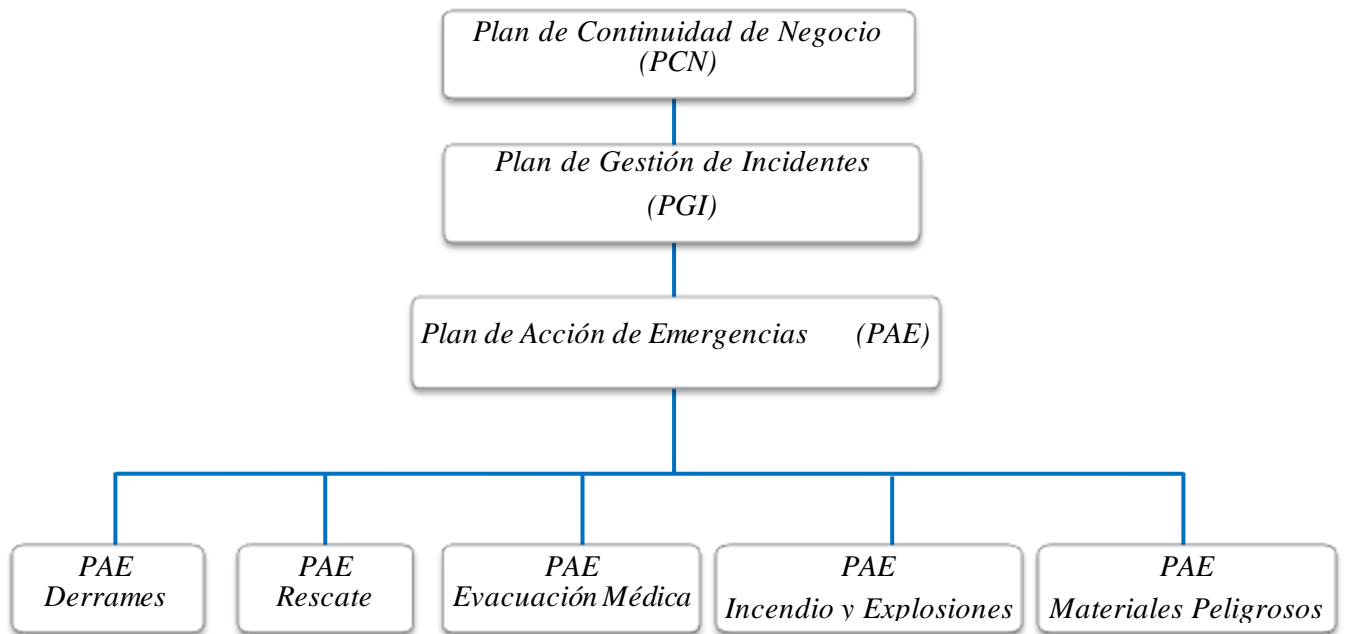 Plan de Continuidad de Negocio
(PCN)
Plan de Gestión de Incidentes
(PGI)
Plan de Acción de Emergencias (PAE)
PAE
Derrames
PAE
Rescate
PAE
Evacuación Médica
PAE
Incendio y Explosiones
PAE
Materiales Peligrosos